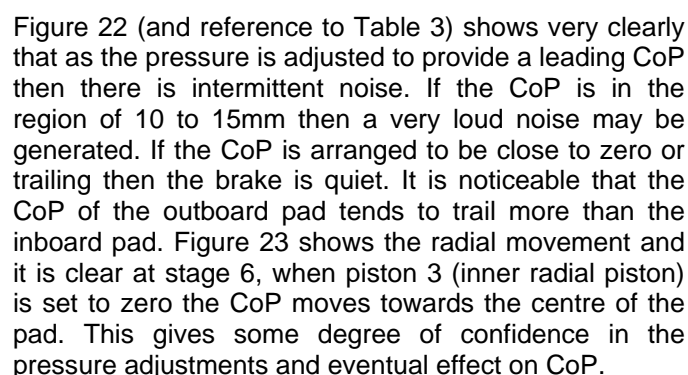 Figure 22 (and reference to Table 3) shows very clearly
that as the pressure is adjusted to provide a leading CoP
then there is intermittent noise. If the CoP is in the
region of 10 to 15mm then a very loud noise may be
generated. If the CoP is arranged to be close to zero or
trailing then the brake is quiet. It is noticeable that the
CoP of the outboard pad tends to trail more than the
inboard pad. Figure 23 shows the radial movement and
it is clear at stage 6, when piston 3 (inner radial piston)
is set to zero the CoP moves towards the centre of the
pad. This gives some degree of confidence in the
pressure adjustments and eventual effect on CoP.